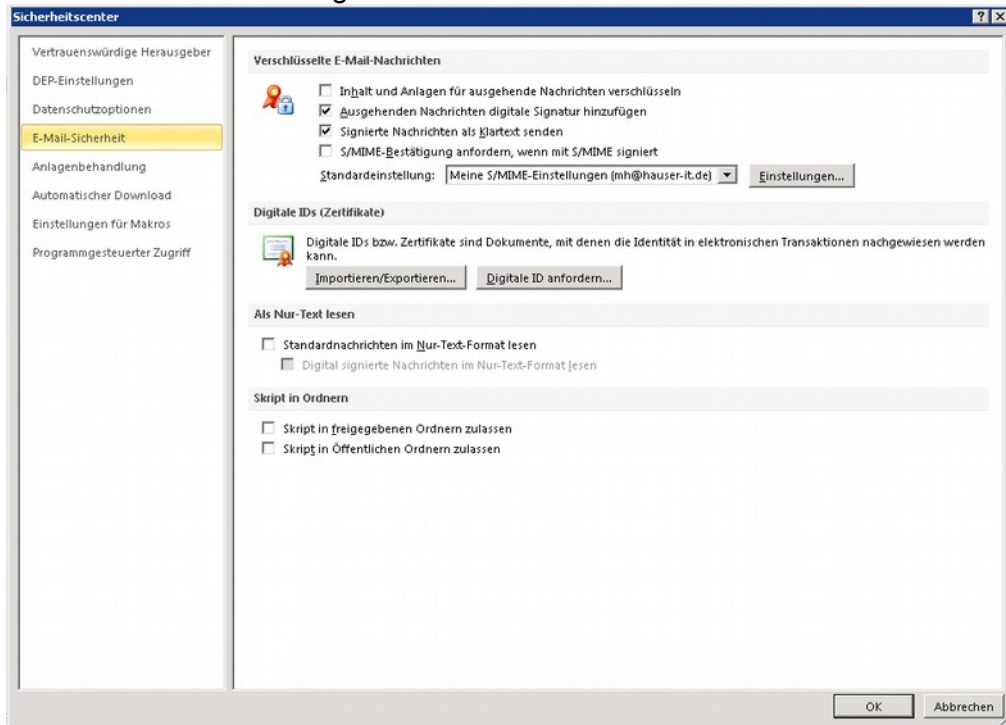 Sicherheitscenter
Vertrauenswürdige Herausgeber
DEP-Einstellungen
Datenschutzoptionen
E-Mail-Sicherheit
Anlagenbehandlung
Automatischer Download
Einstellungen für Makros
Programmgesteuerter Zugriff
Verschlüsselte E-Mail-Nachrichten
Inhalt und Anlagen für ausgehende Nachrichten verschlüsseln
Ausgehenden Nachrichten digitale Signatur hinzufügen
Signierte Nachrichten als Klartext senden
S/MIME-Bestätigung anfordern, wenn mit S/MIME signiert
Standardeinstellung: Meine S/MIME-Einstellungen (mh@hauser-it.de) Einstellungen...
Digitale IDs (Zertifikate)
Digitale IDs bzw. Zertifikate sind Dokumente, mit denen die Identität in elektronischen Transaktionen nachgewiesen werden
kann.
Importieren/Exportieren... Digitale ID anfordern...
Als Nur-Text lesen
Standardnachrichten im Nur-Text-Format lesen
Digital signierte Nachrichten im Nur-Text-Format lesen
Skript in Ordnern
Skript in freigegebenen Ordnern zulassen
Skript in Öffentlichen Ordnern zulassen
OK Abbrechen